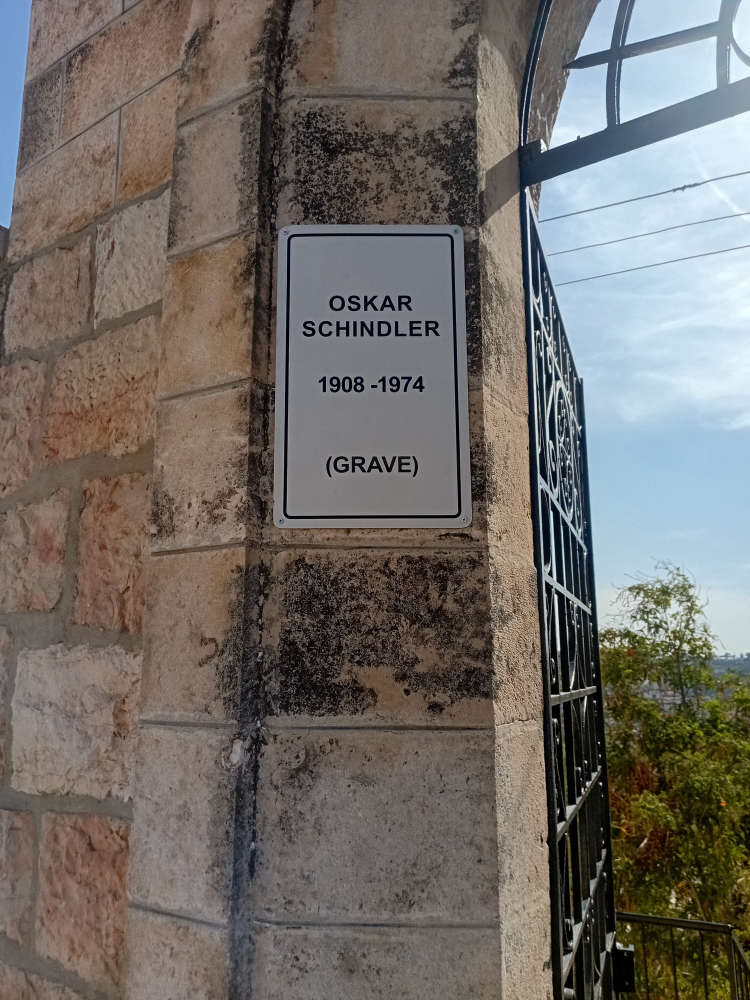 OSKAR
SCHINDLER
1908 -1974
(GRAVE)